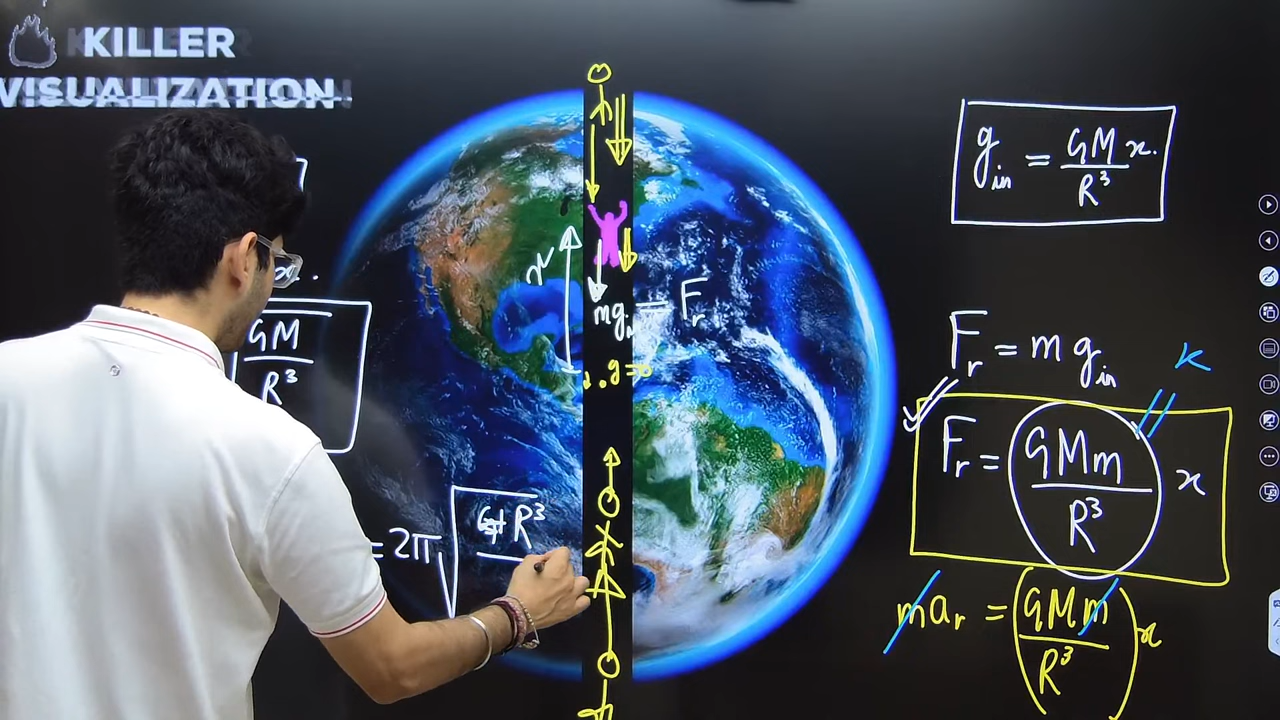 KILLER
VISUALIZATION
g_in = GM/R³ x.
x
mg_in = F_r
F_r = m g_in
K
x.
GM/R³
g=0
F_r = GMm/R³ x
= 2π √ R³
ma_r = (GMm/R³) x